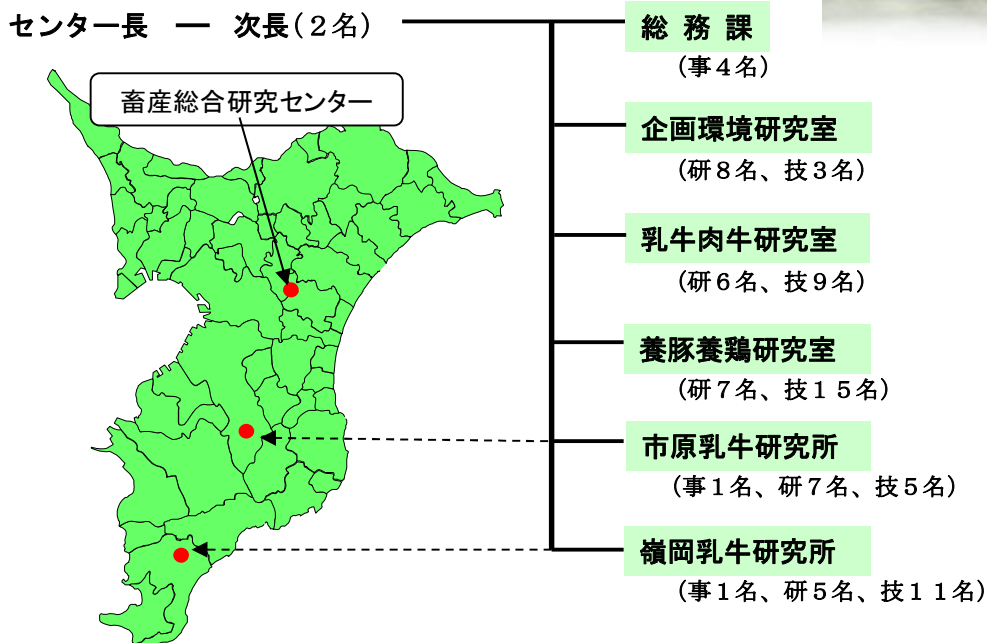 センター長 ― 次長(2名)
畜産総合研究センター
総 務 課
(事4名)
企画環境研究室
(研8名、技3名)
乳牛肉牛研究室
(研6名、技9名)
養豚養鶏研究室
(研7名、技15名)
市原乳牛研究所
(事1名、研7名、技5名)
嶺岡乳牛研究所
(事1名、研5名、技11名)